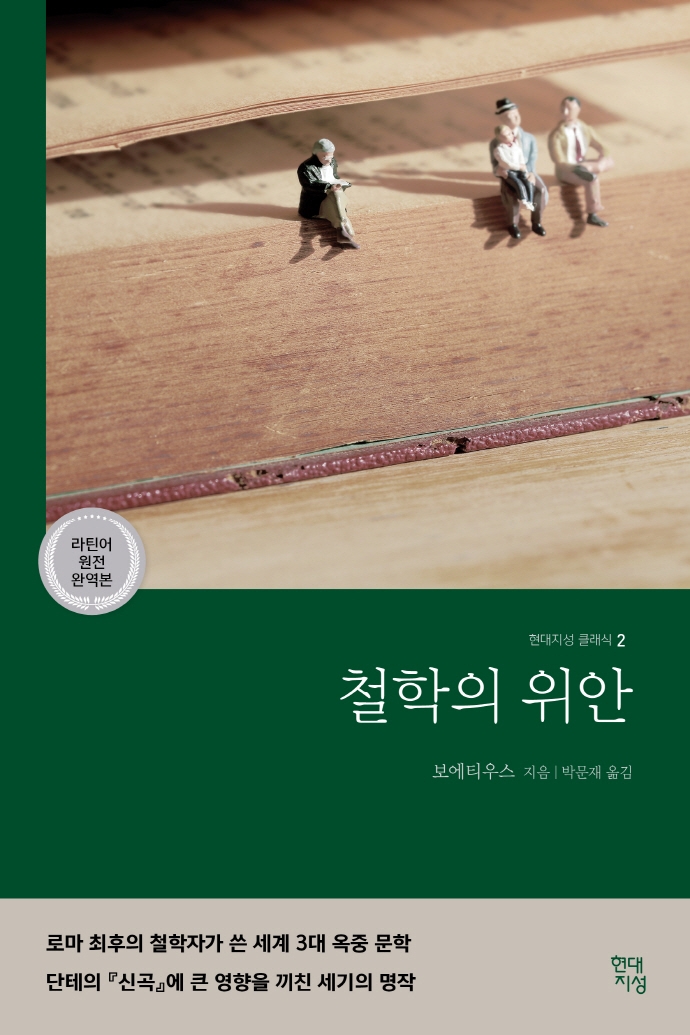 라틴어
원전
완역본
현대지성 클래식 2
철학의 위안
보에티우스 지음 | 박문재 옮김
로마 최후의 철학자가 쓴 세계 3대 옥중 문학
단테의 『신곡』에 큰 영향을 끼친 세기의 명작
현대
지성